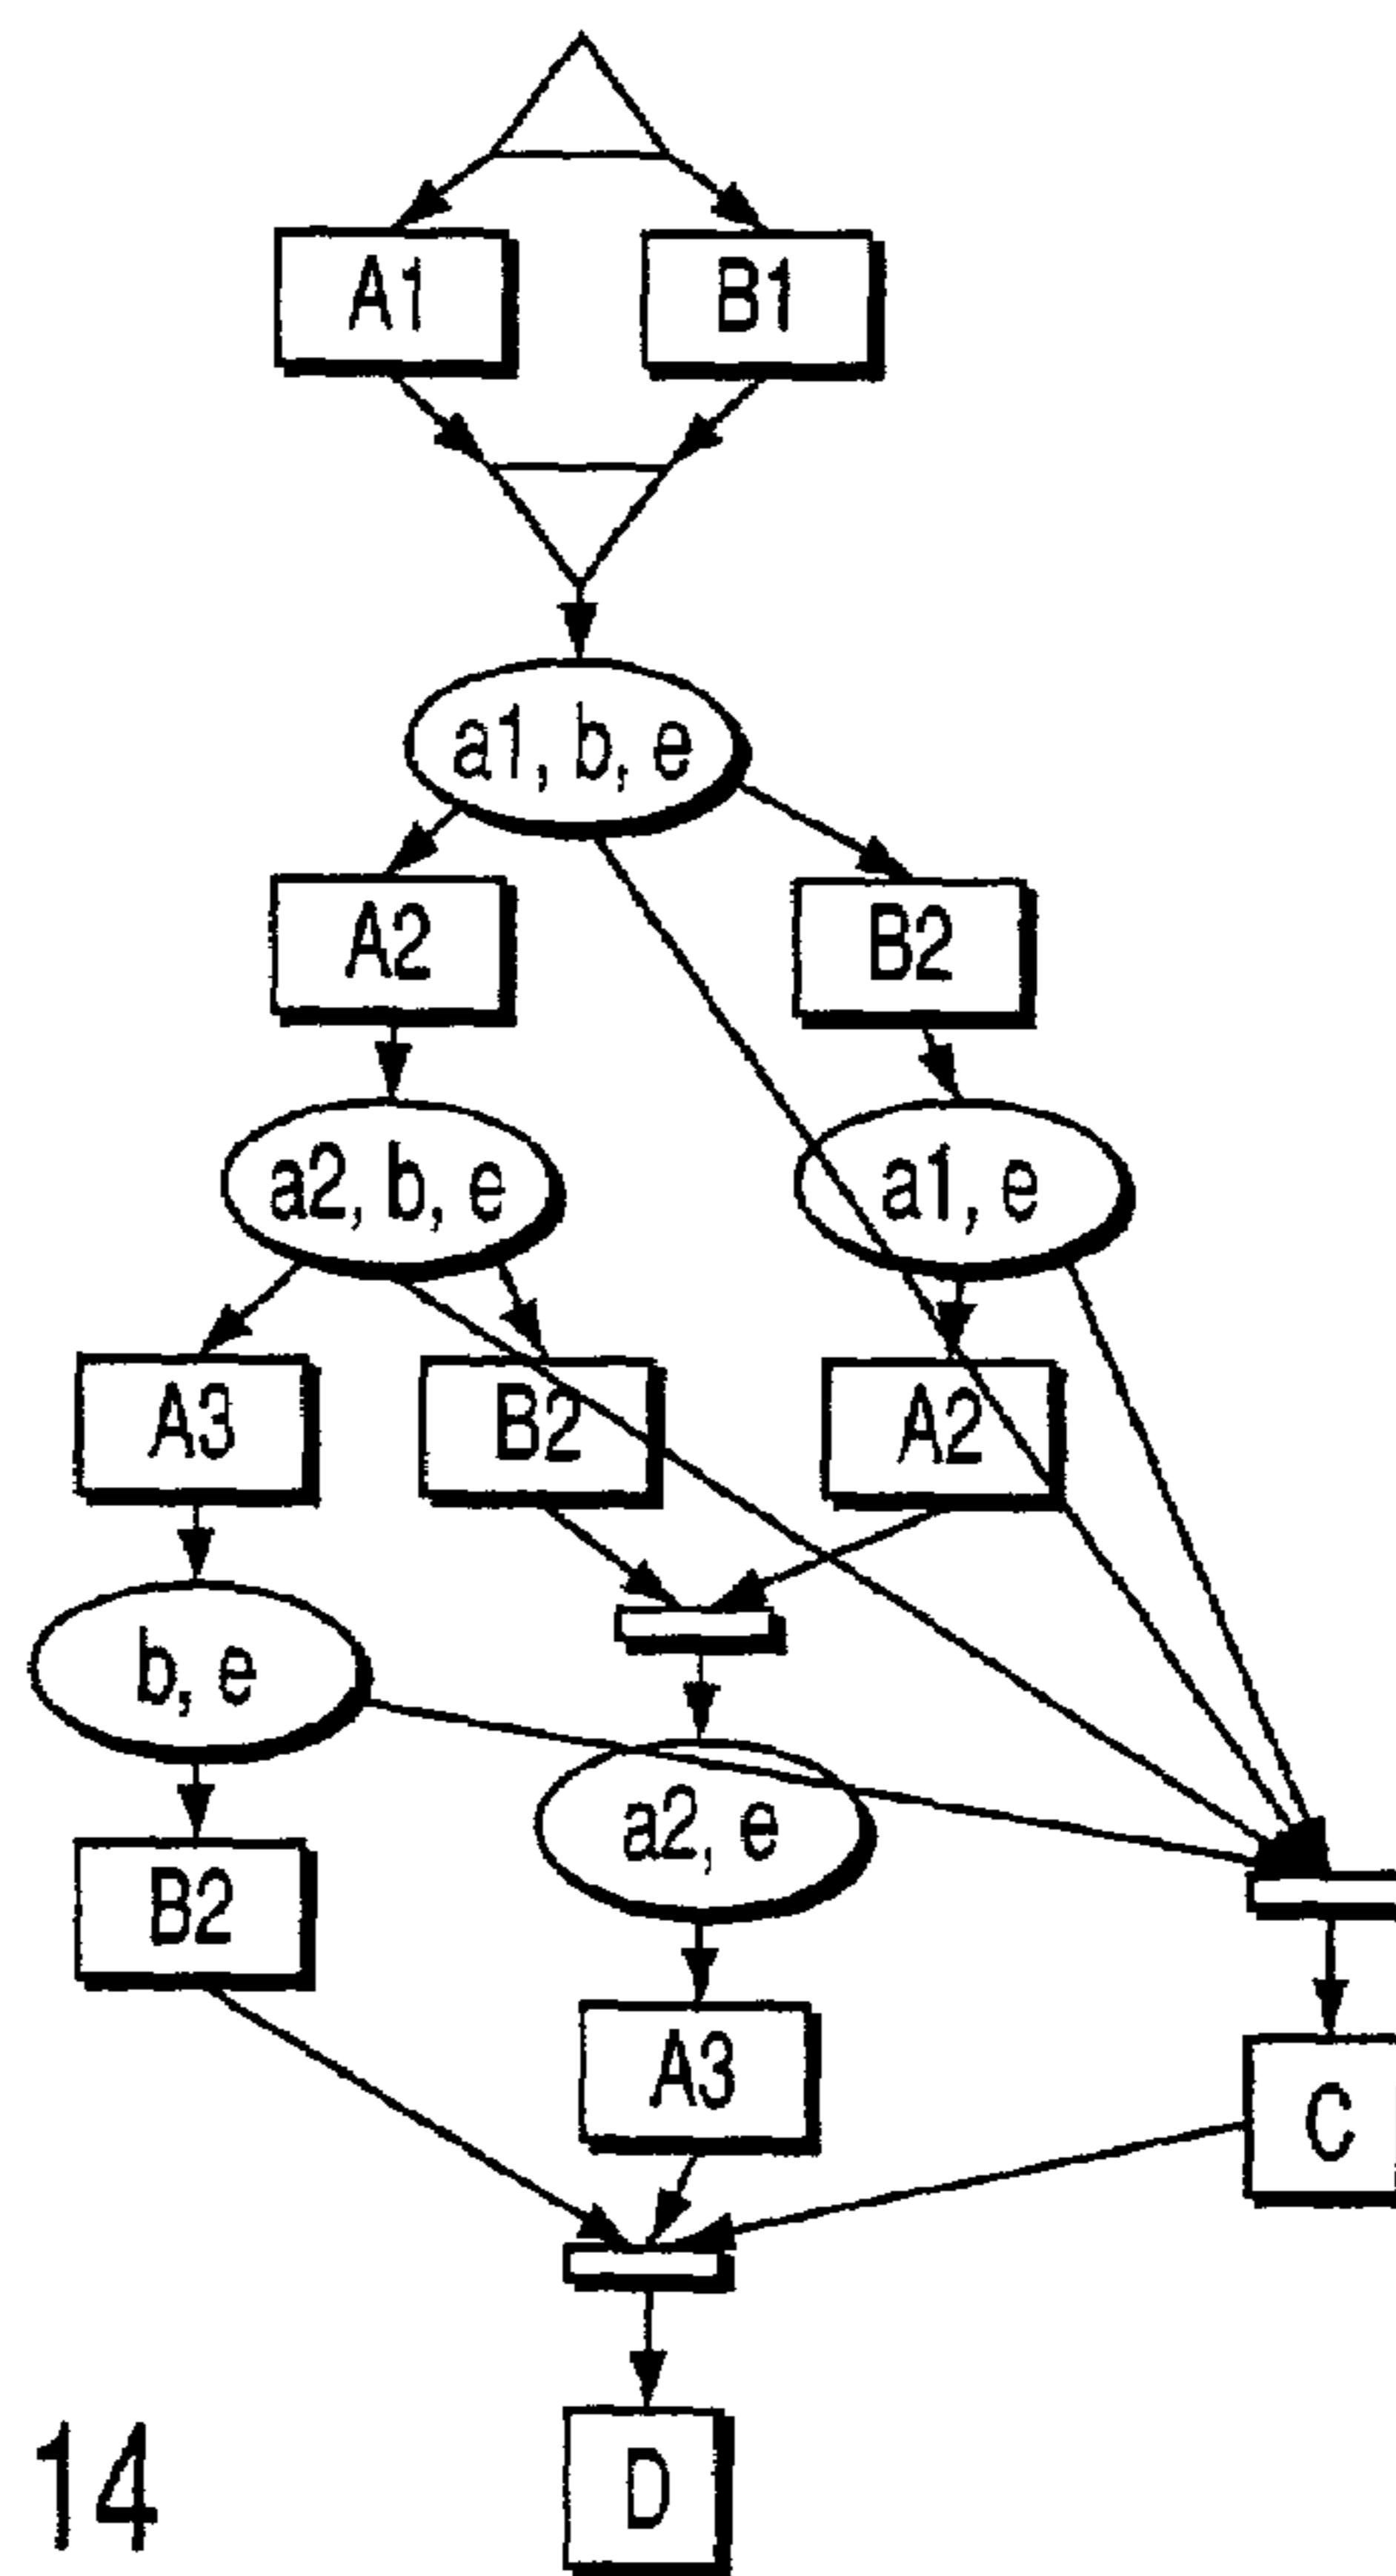 A1 B1
a1, b, e
A2 B2
a2, b, e a1, e
A3 B2 A2
b, e
a2, e
B2
A3
C
D
14